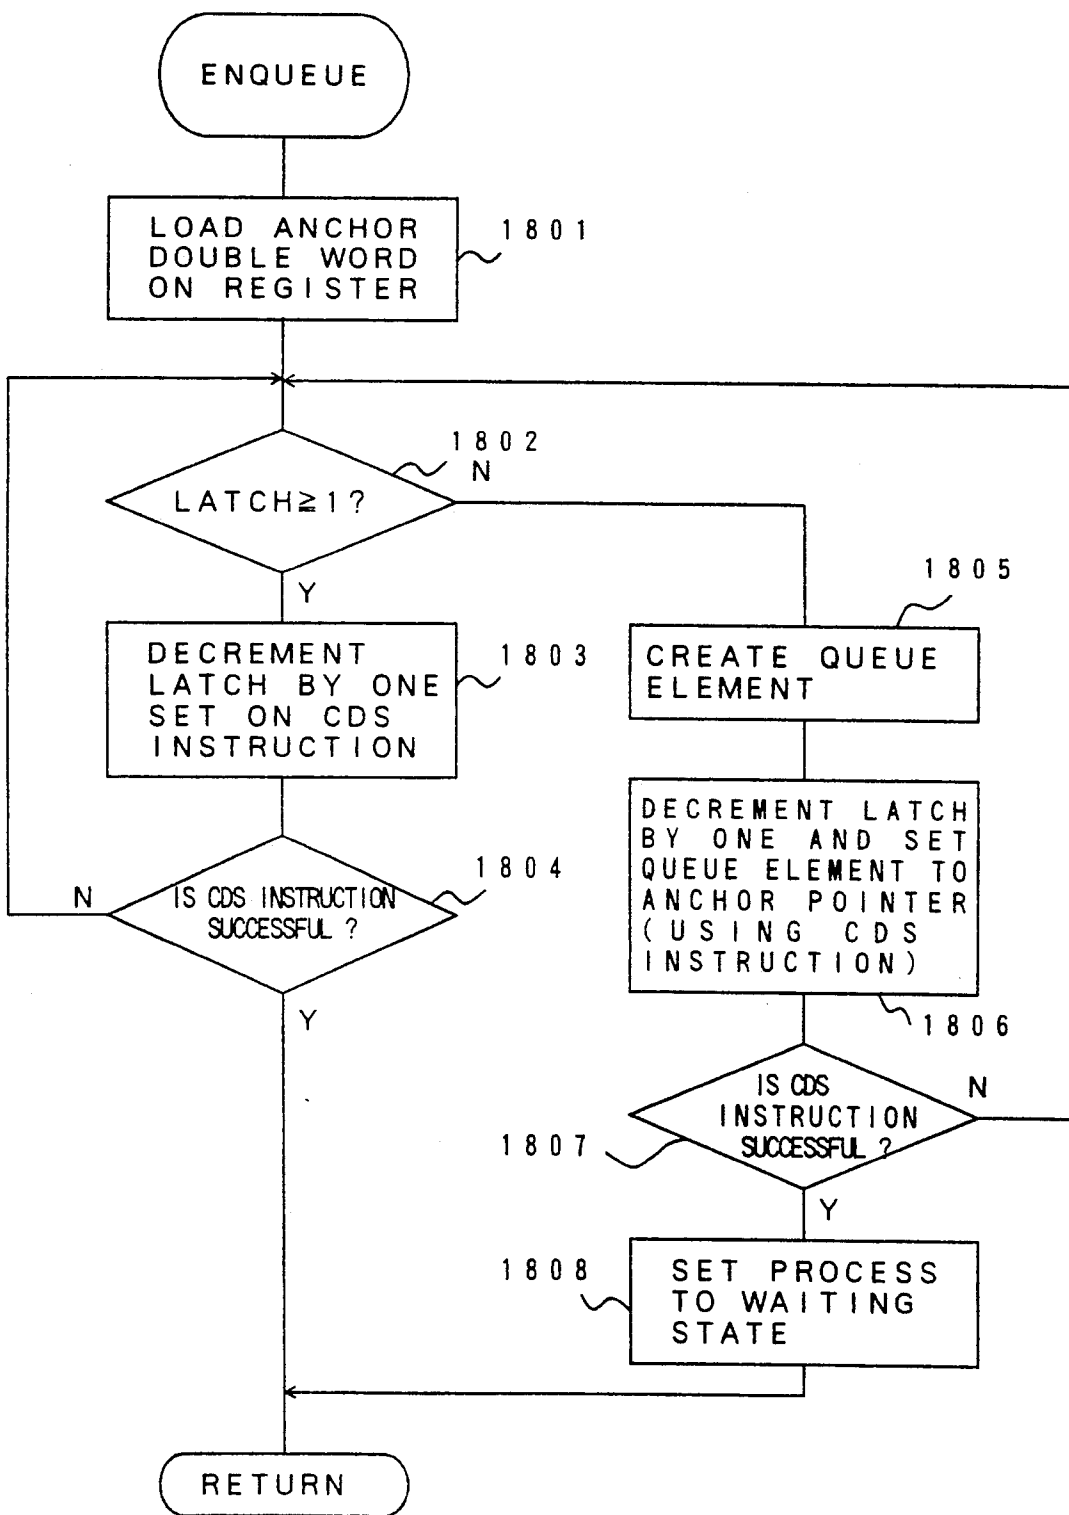 ENQUEUE
LOAD ANCHOR
DOUBLE WORD
ON REGISTER
1801
1802
LATCH≧1?
N
Y
DECREMENT
LATCH BY ONE
SET ON CDS
INSTRUCTION
1803
IS CDS INSTRUCTION
SUCCESSFUL ?
1804
N
Y
1805
CREATE QUEUE
ELEMENT
DECREMENT LATCH
BY ONE AND SET
QUEUE ELEMENT TO
ANCHOR POINTER
(USING CDS
INSTRUCTION)
1806
IS CDS
INSTRUCTION
SUCCESSFUL ?
N
1807
Y
1808
SET PROCESS
TO WAITING
STATE
RETURN